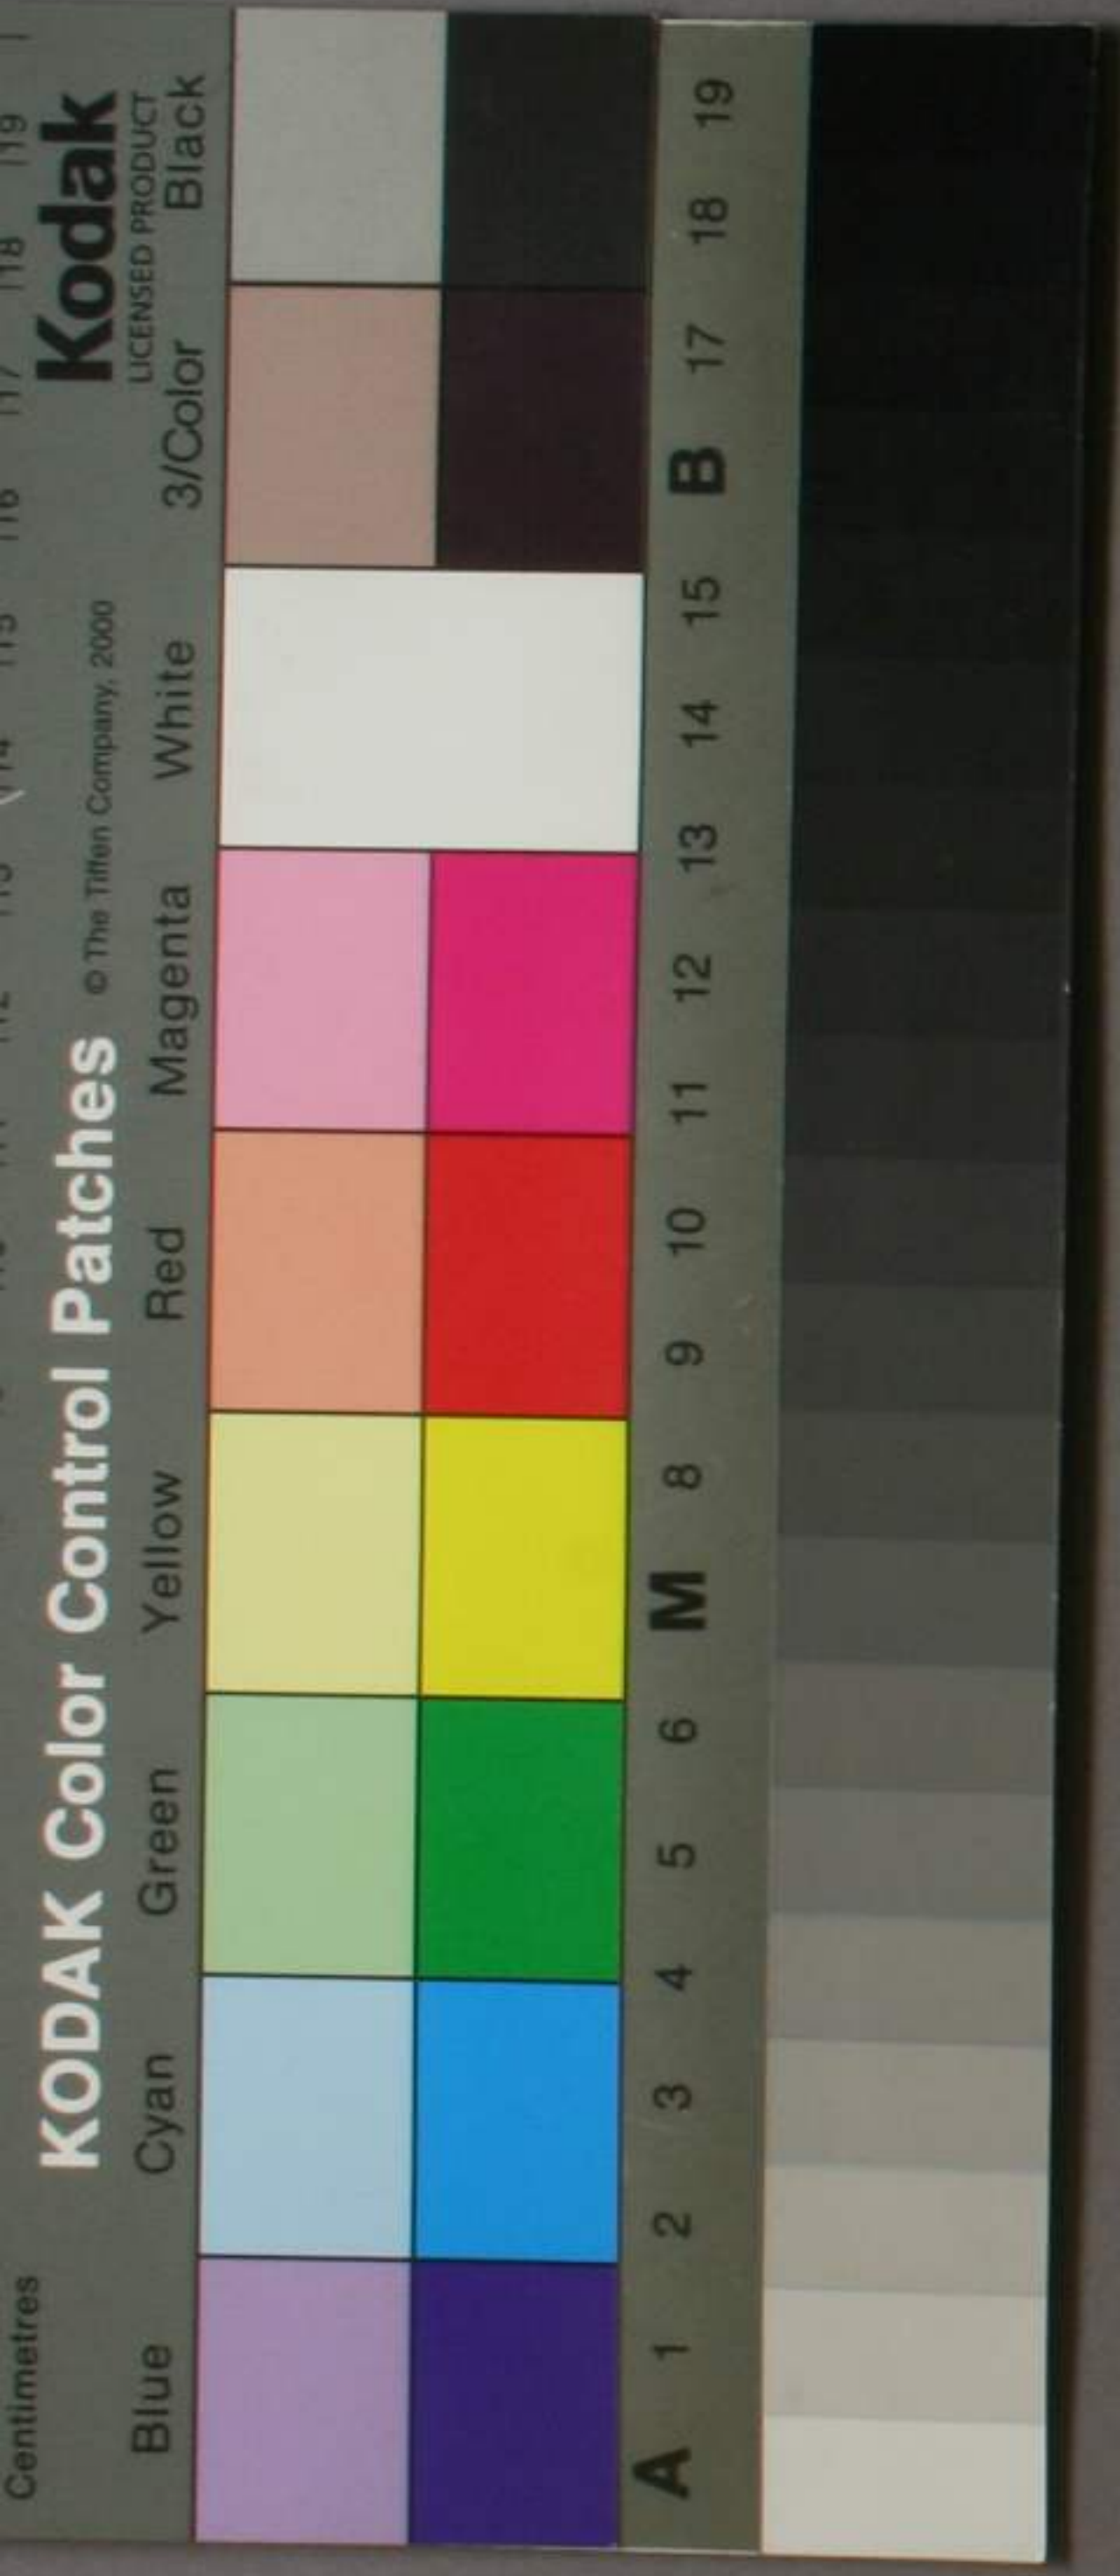 Centimetres
KODAK Color Control Patches © The Tiffen Company, 2000
Kodak
LICENSED PRODUCT
Blue Cyan Green Yellow Red Magenta White 3/Color Black
A 1 2 3 4 5 6 M 8 9 10 11 12 13 14 15 B 17 18 19